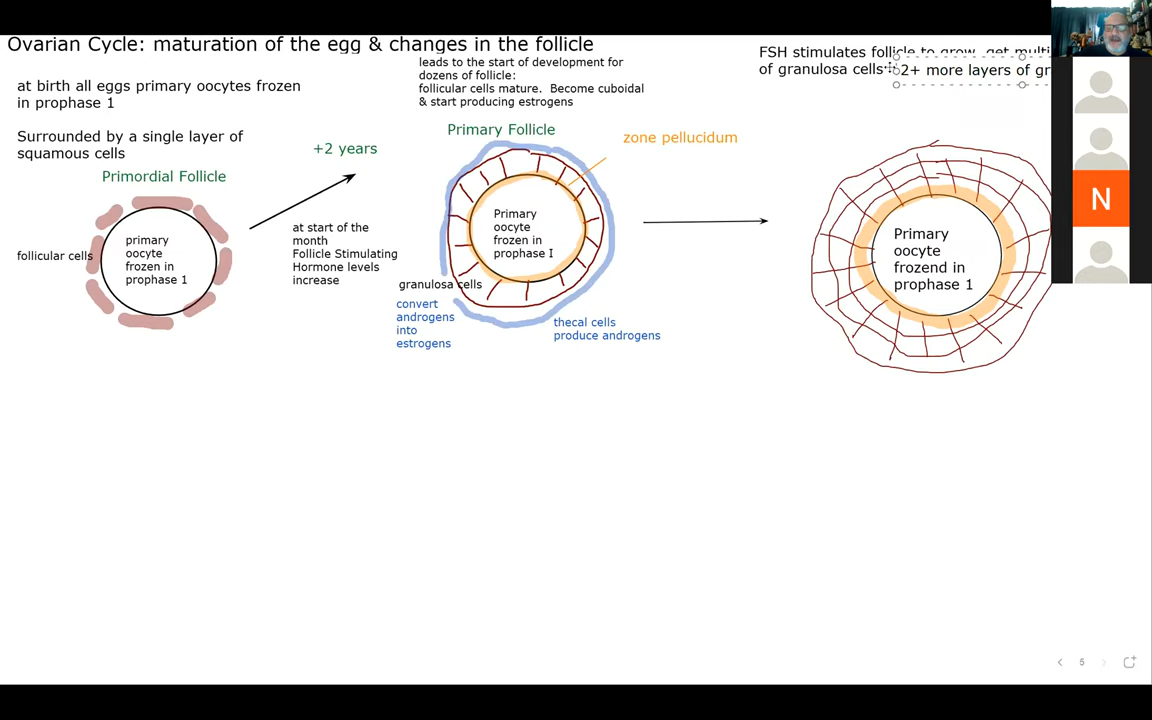 Ovarian Cycle: maturation of the egg & changes in the follicle
at birth all eggs primary oocytes frozen
in prophase 1
Surrounded by a single layer of
squamous cells
Primordial Follicle
follicular cells
primary
oocyte
frozen in
prophase 1
+2 years
at start of the
month
Follicle Stimulating
Hormone levels
increase
leads to the start of development for
dozens of follicle:
follicular cells mature. Become cuboidal
& start producing estrogens
Primary Follicle
zone pellucidum
Primary
oocyte
frozen in
prophase I
granulosa cells
convert
androgens
into
estrogens
thecal cells
produce androgens
FSH stimulates follicle to grow, get multi
of granulosa cells
2+ more layers of gr
Primary
oocyte
frozend in
prophase 1
N
5